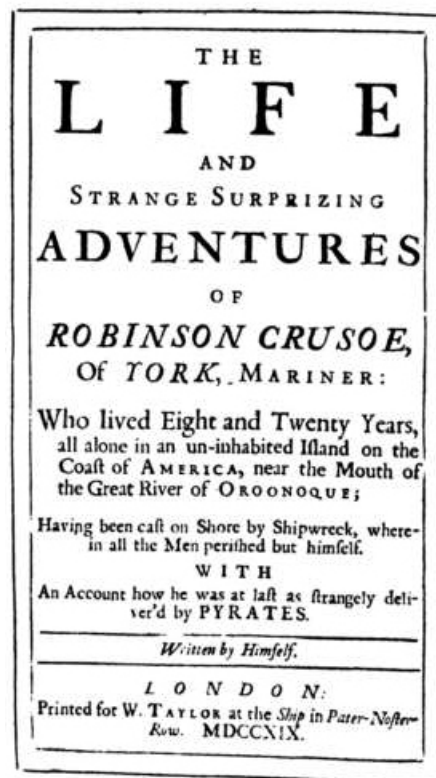 THE
LIFE
AND
STRANGE SURPRIZING
ADVENTURES
OF
ROBINSON CRUSOE,
Of YORK, MARINER:
Who lived Eight and Twenty Years,
all alone in an un-inhabited Iſland on the
Coaſt of AMERICA, near the Mouth of
the Great River of OROONOQUE;
Having been caſt on Shore by Shipwreck, where-
in all the Men periſhed but himſelf.
WITH
An Account how he was at laſt as ſtrangely deli-
ver'd by PYRATES.
Written by Himſelf.
LONDON:
Printed for W. TAYLOR at the Ship in Pater-Noſter-
Row. MDCCXIX.